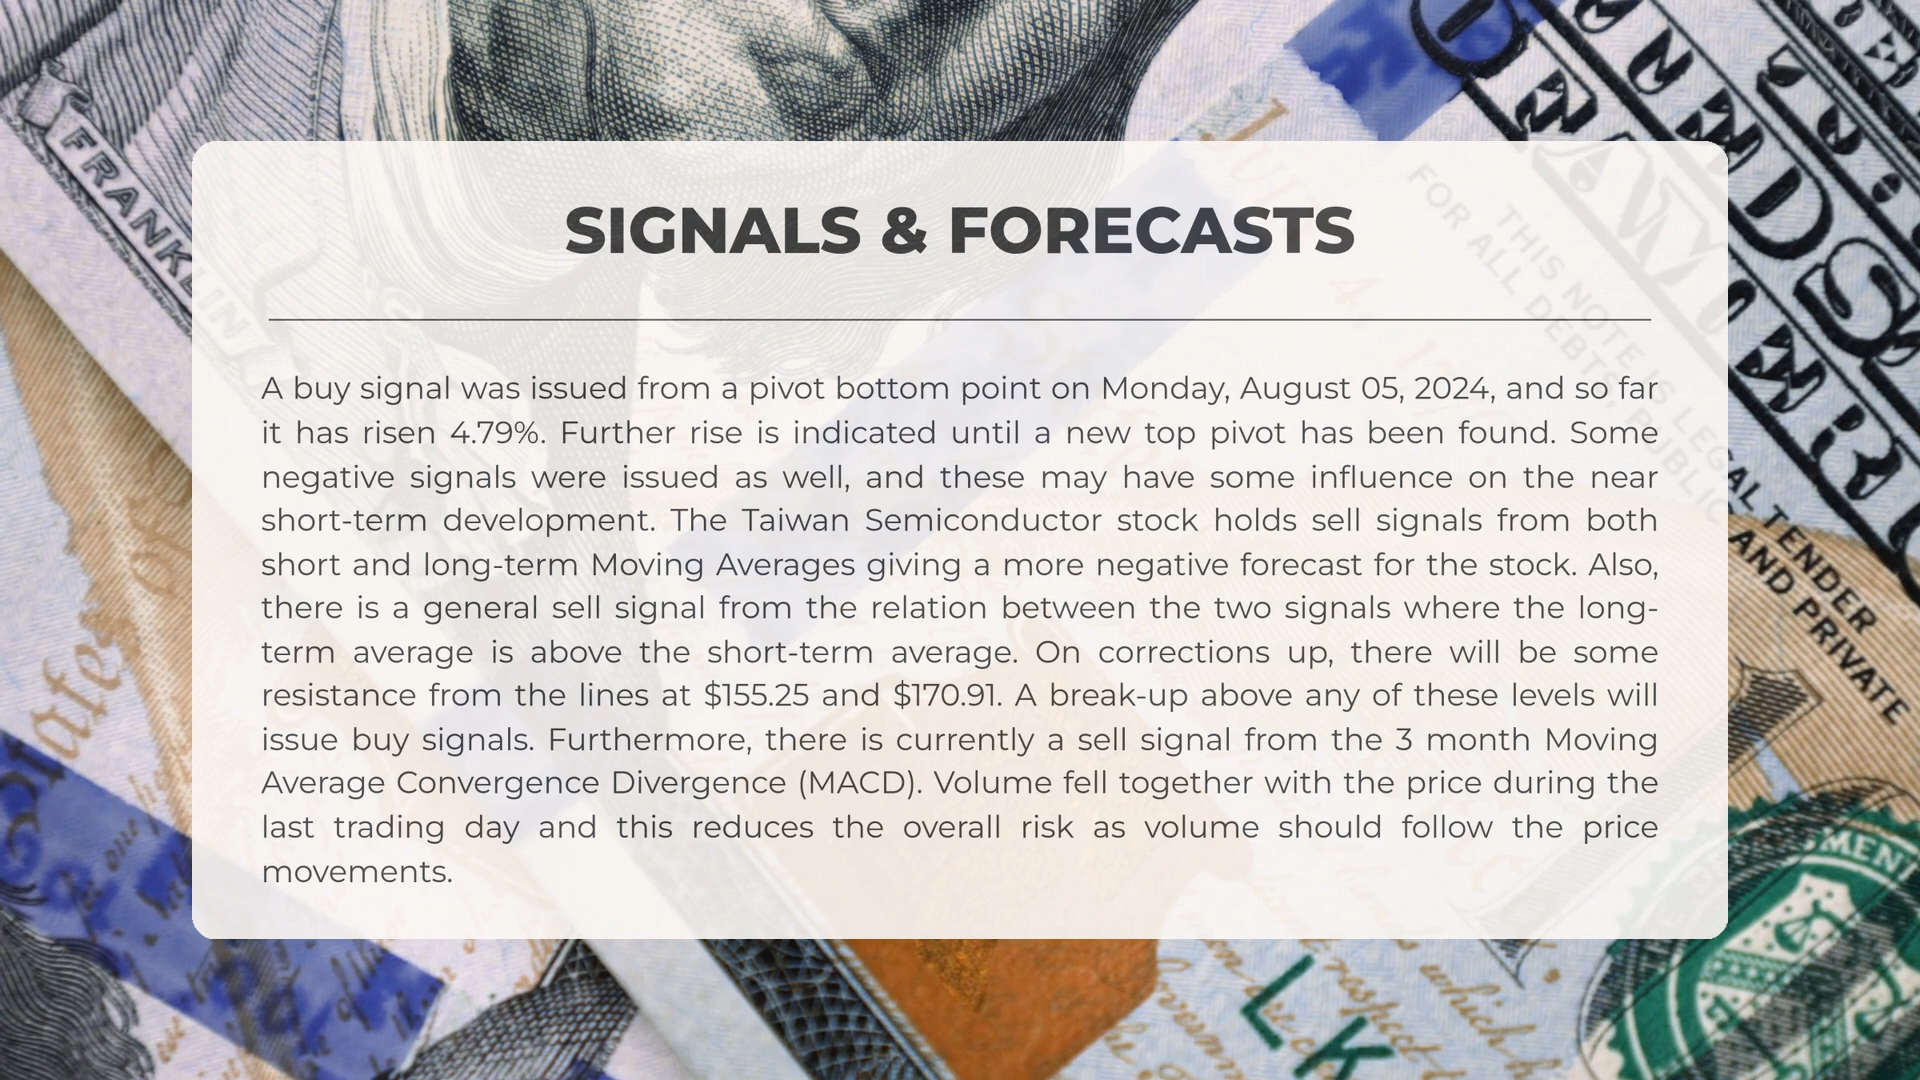 FRANKLIN
SIGNALS & FORECASTS
THIS NOTE IS LEGAL TENDER
FOR ALL DEBTS, PUBLIC AND PRIVATE
A buy signal was issued from a pivot bottom point on Monday, August 05, 2024, and so far
it has risen 4.79%. Further rise is indicated until a new top pivot has been found. Some
negative signals were issued as well, and these may have some influence on the near
short-term development. The Taiwan Semiconductor stock holds sell signals from both
short and long-term Moving Averages giving a more negative forecast for the stock. Also,
there is a general sell signal from the relation between the two signals where the long-
term average is above the short-term average. On corrections up, there will be some
resistance from the lines at $155.25 and $170.91. A break-up above any of these levels will
issue buy signals. Furthermore, there is currently a sell signal from the 3 month Moving
Average Convergence Divergence (MACD). Volume fell together with the price during the
last trading day and this reduces the overall risk as volume should follow the price
movements.
L K